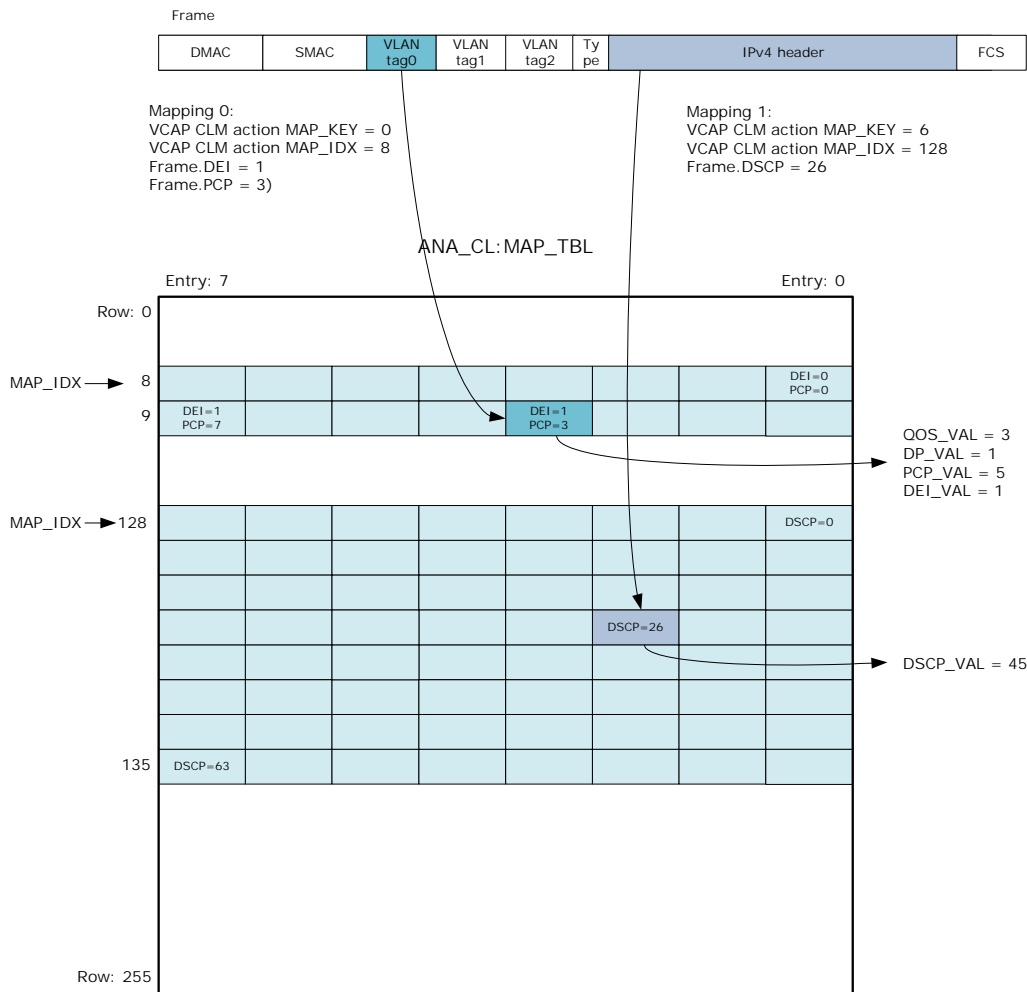 Frame
DMAC
SMAC
VLAN
tag0
VLAN
tag1
VLAN
tag2
Ty
pe
IPv4 header
FCS
Mapping 0:
VCAP CLM action MAP_KEY = 0
VCAP CLM action MAP_IDX = 8
Frame.DEI = 1
Frame.PCP = 3)
Mapping 1:
VCAP CLM action MAP_KEY = 6
VCAP CLM action MAP_IDX = 128
Frame.DSCP = 26
ANA_CL:MAP_TBL
Entry: 7
Entry: 0
Row: 0
MAP_IDX
8
DEI=0
PCP=0
9
DEI=1
PCP=7
DEI=1
PCP=3
QOS_VAL = 3
DP_VAL = 1
PCP_VAL = 5
DEI_VAL = 1
MAP_IDX
128
DSCP=0
DSCP=26
DSCP_VAL = 45
135
DSCP=63
Row: 255